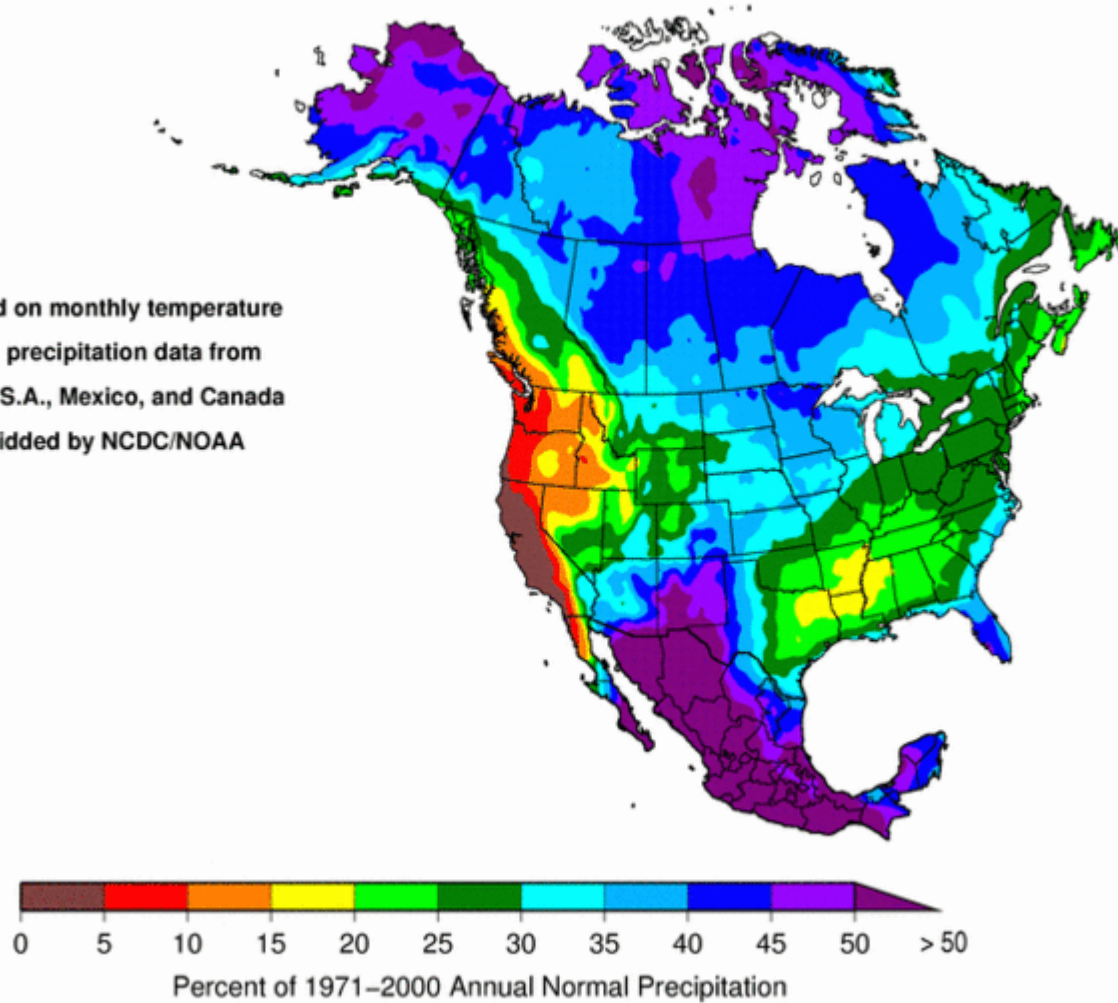 d on monthly temperature
precipitation data from
S.A., Mexico, and Canada
idded by NCDC/NOAA
0 5 10 15 20 25 30 35 40 45 50 > 50
Percent of 1971–2000 Annual Normal Precipitation